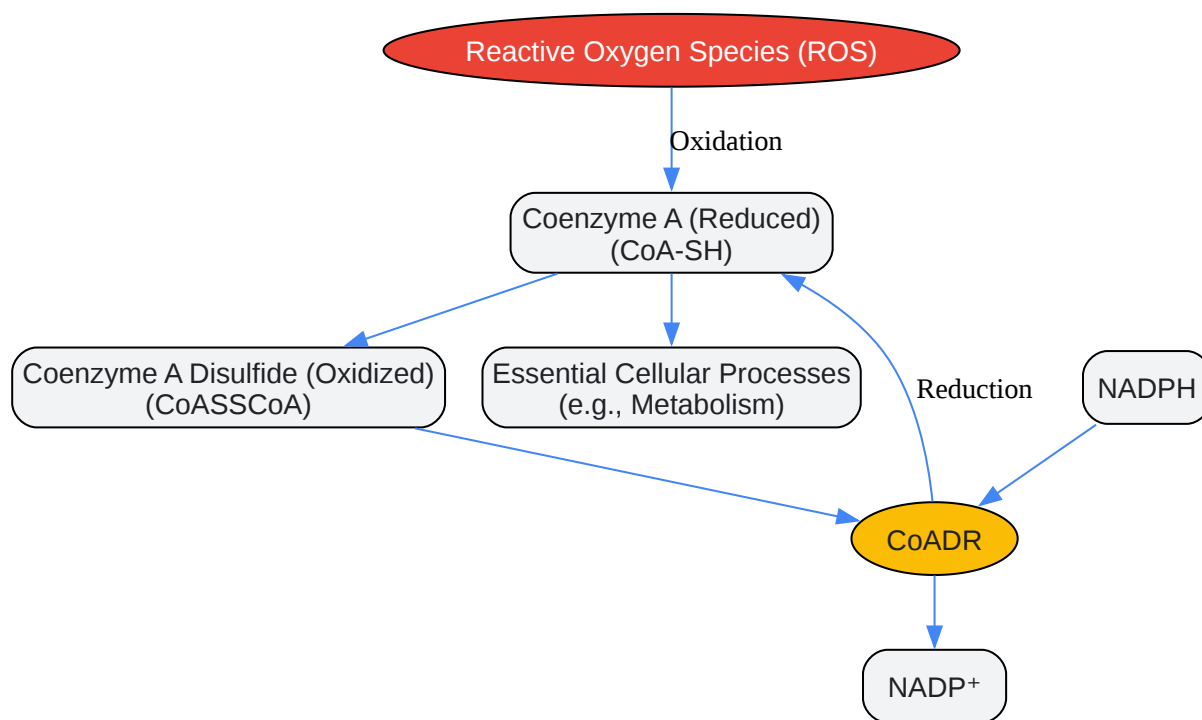 Reactive Oxygen Species (ROS)
Oxidation
Coenzyme A (Reduced)
(CoA-SH)
Coenzyme A Disulfide (Oxidized)
(CoASSCoA)
Essential Cellular Processes
(e.g., Metabolism)
Reduction
NADPH
CoADR
NADP⁺